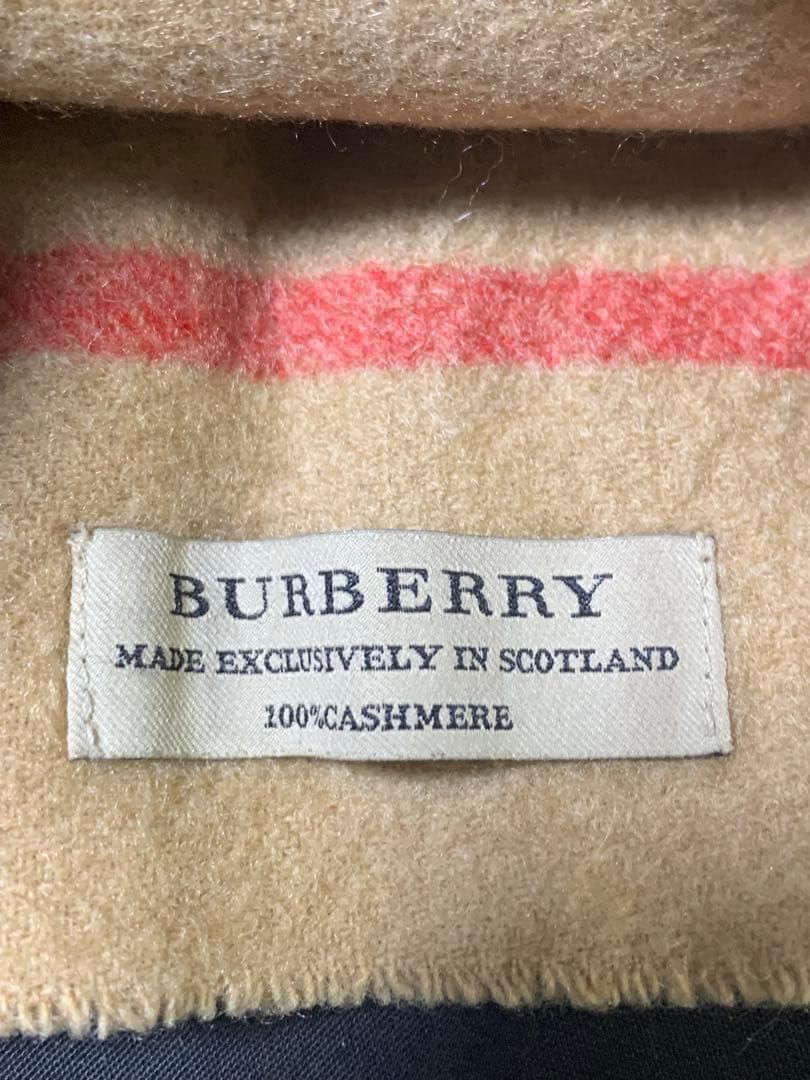 BURBERRY
MADE EXCLUSIVELY IN SCOTLAND
100%CASHMERE